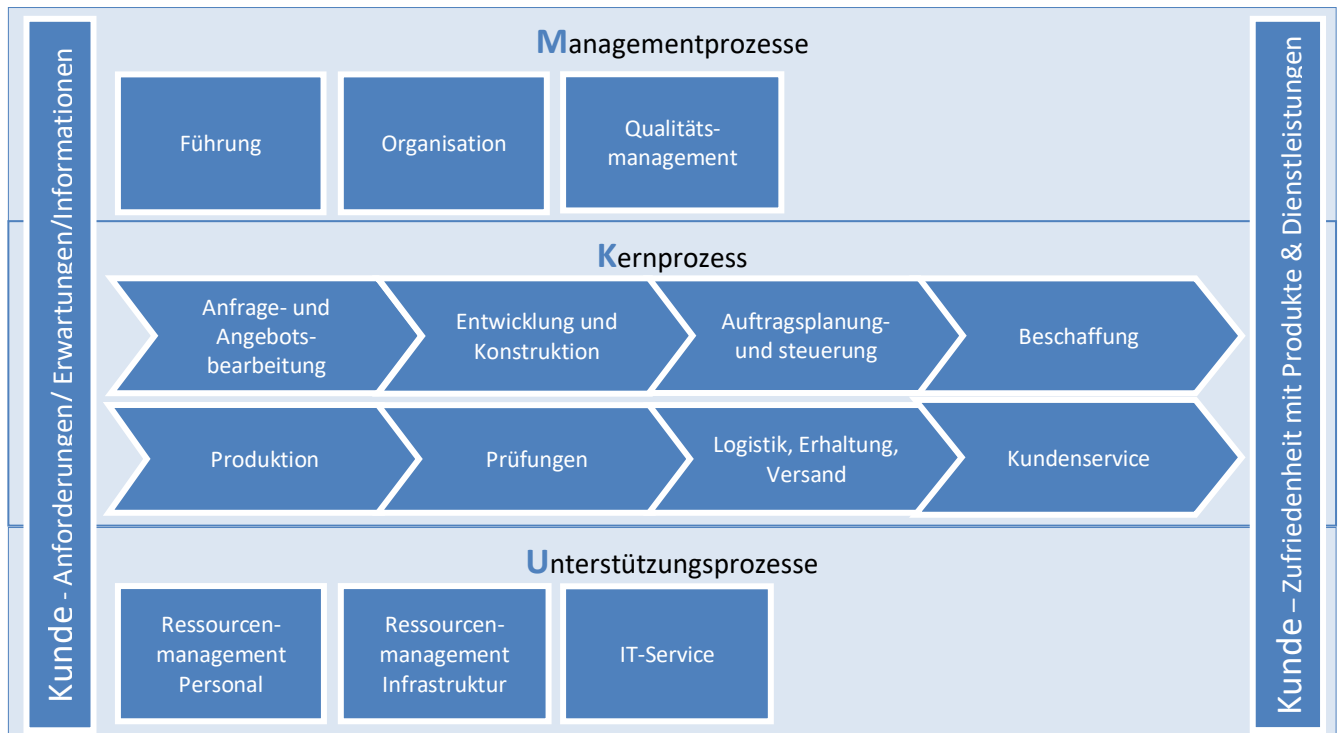 Kunde - Anforderungen/ Erwartungen/Informationen
Managementprozesse
Führung
Organisation
Qualitäts-
management
Kernprozess
Anfrage- und
Angebots-
bearbeitung
Entwicklung und
Konstruktion
Auftragsplanung-
und steuerung
Beschaffung
Produktion
Prüfungen
Logistik, Erhaltung,
Versand
Kundenservice
Unterstützungsprozesse
Ressourcen-
management
Personal
Ressourcen-
management
Infrastruktur
IT-Service
Kunde – Zufriedenheit mit Produkte & Dienstleistungen